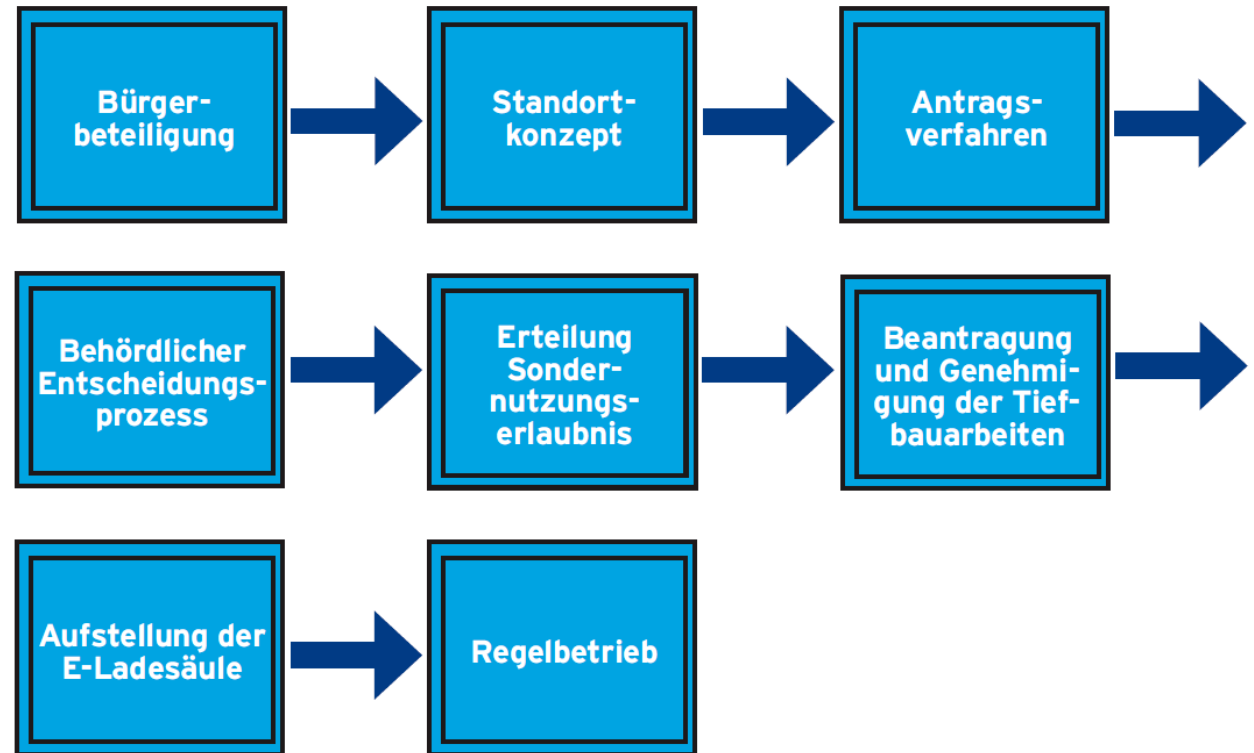 Bürger-
beteiligung
Standort-
konzept
Antrags-
verfahren
Behördlicher
Entscheidungs-
prozess
Erteilung
Sonder-
nutzungs-
erlaubnis
Beantragung
und Genehmi-
gung der Tief-
bauarbeiten
Aufstellung der
E-Ladesäule
Regelbetrieb